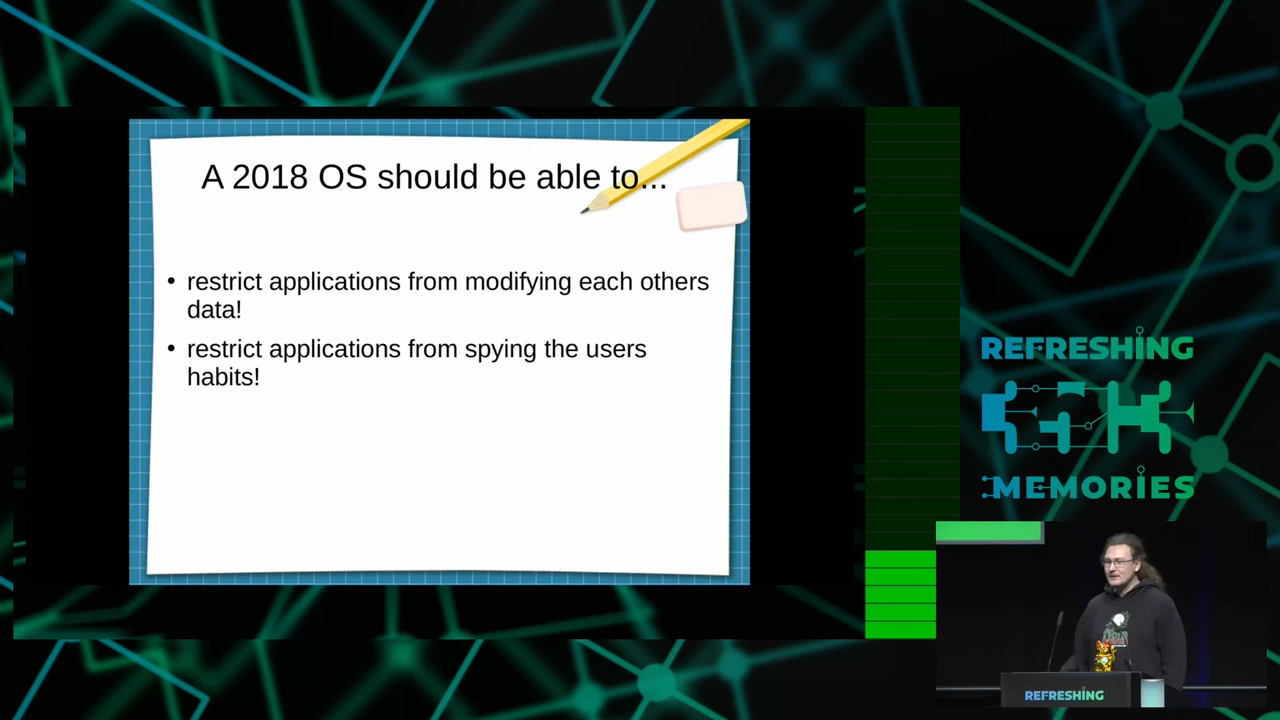 A 2018 OS should be able to...
• restrict applications from modifying each others
data!
• restrict applications from spying the users
habits!
REFRESHING
MEMORIES
REFRESHING